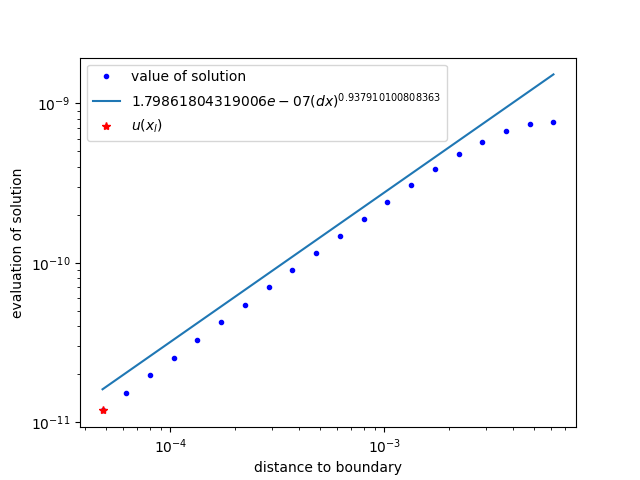 value of solution
1.79861804319006e − 07(dx)^0.937910100808363
u(x_l)
10^−9
10^−10
10^−11
evaluation of solution
10^−4 10^−3
distance to boundary